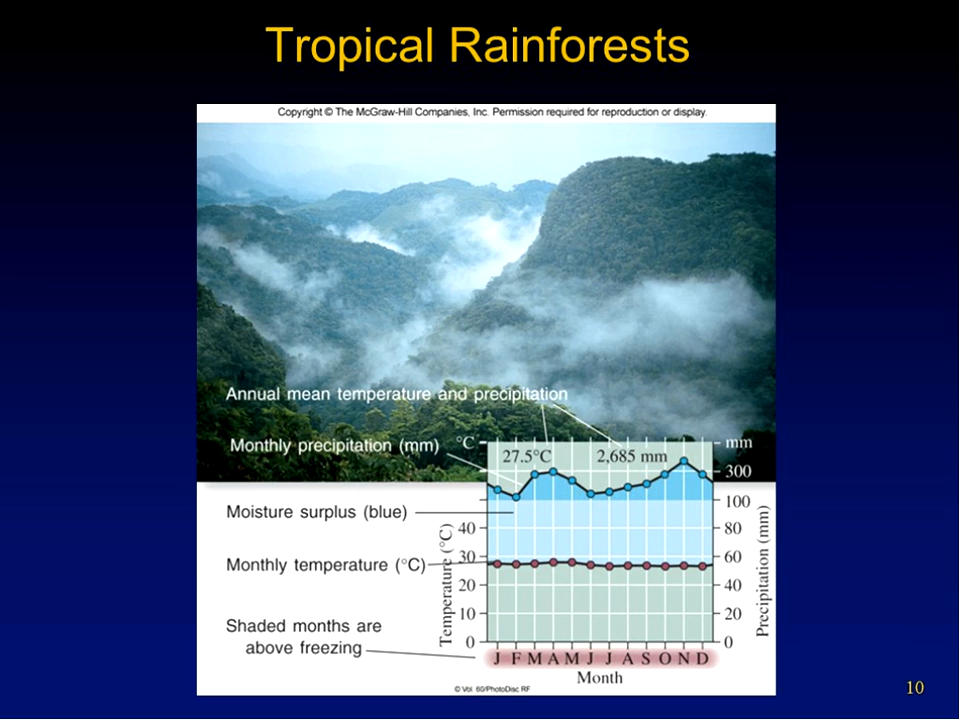 Tropical Rainforests
Copyright © The McGraw-Hill Companies, Inc. Permission required for reproduction or display.
Annual mean temperature and precipitation
Monthly precipitation (mm)
°C
mm
27.5°C
2,685 mm
300
Moisture surplus (blue)
100
40
80
Monthly temperature (°C)
30
60
20
40
10
20
0
0
Temperature (°C)
Precipitation (mm)
Shaded months are
above freezing
J F M A M J J A S O N D
Month
© Vol. 60/PhotoDisc RF
10